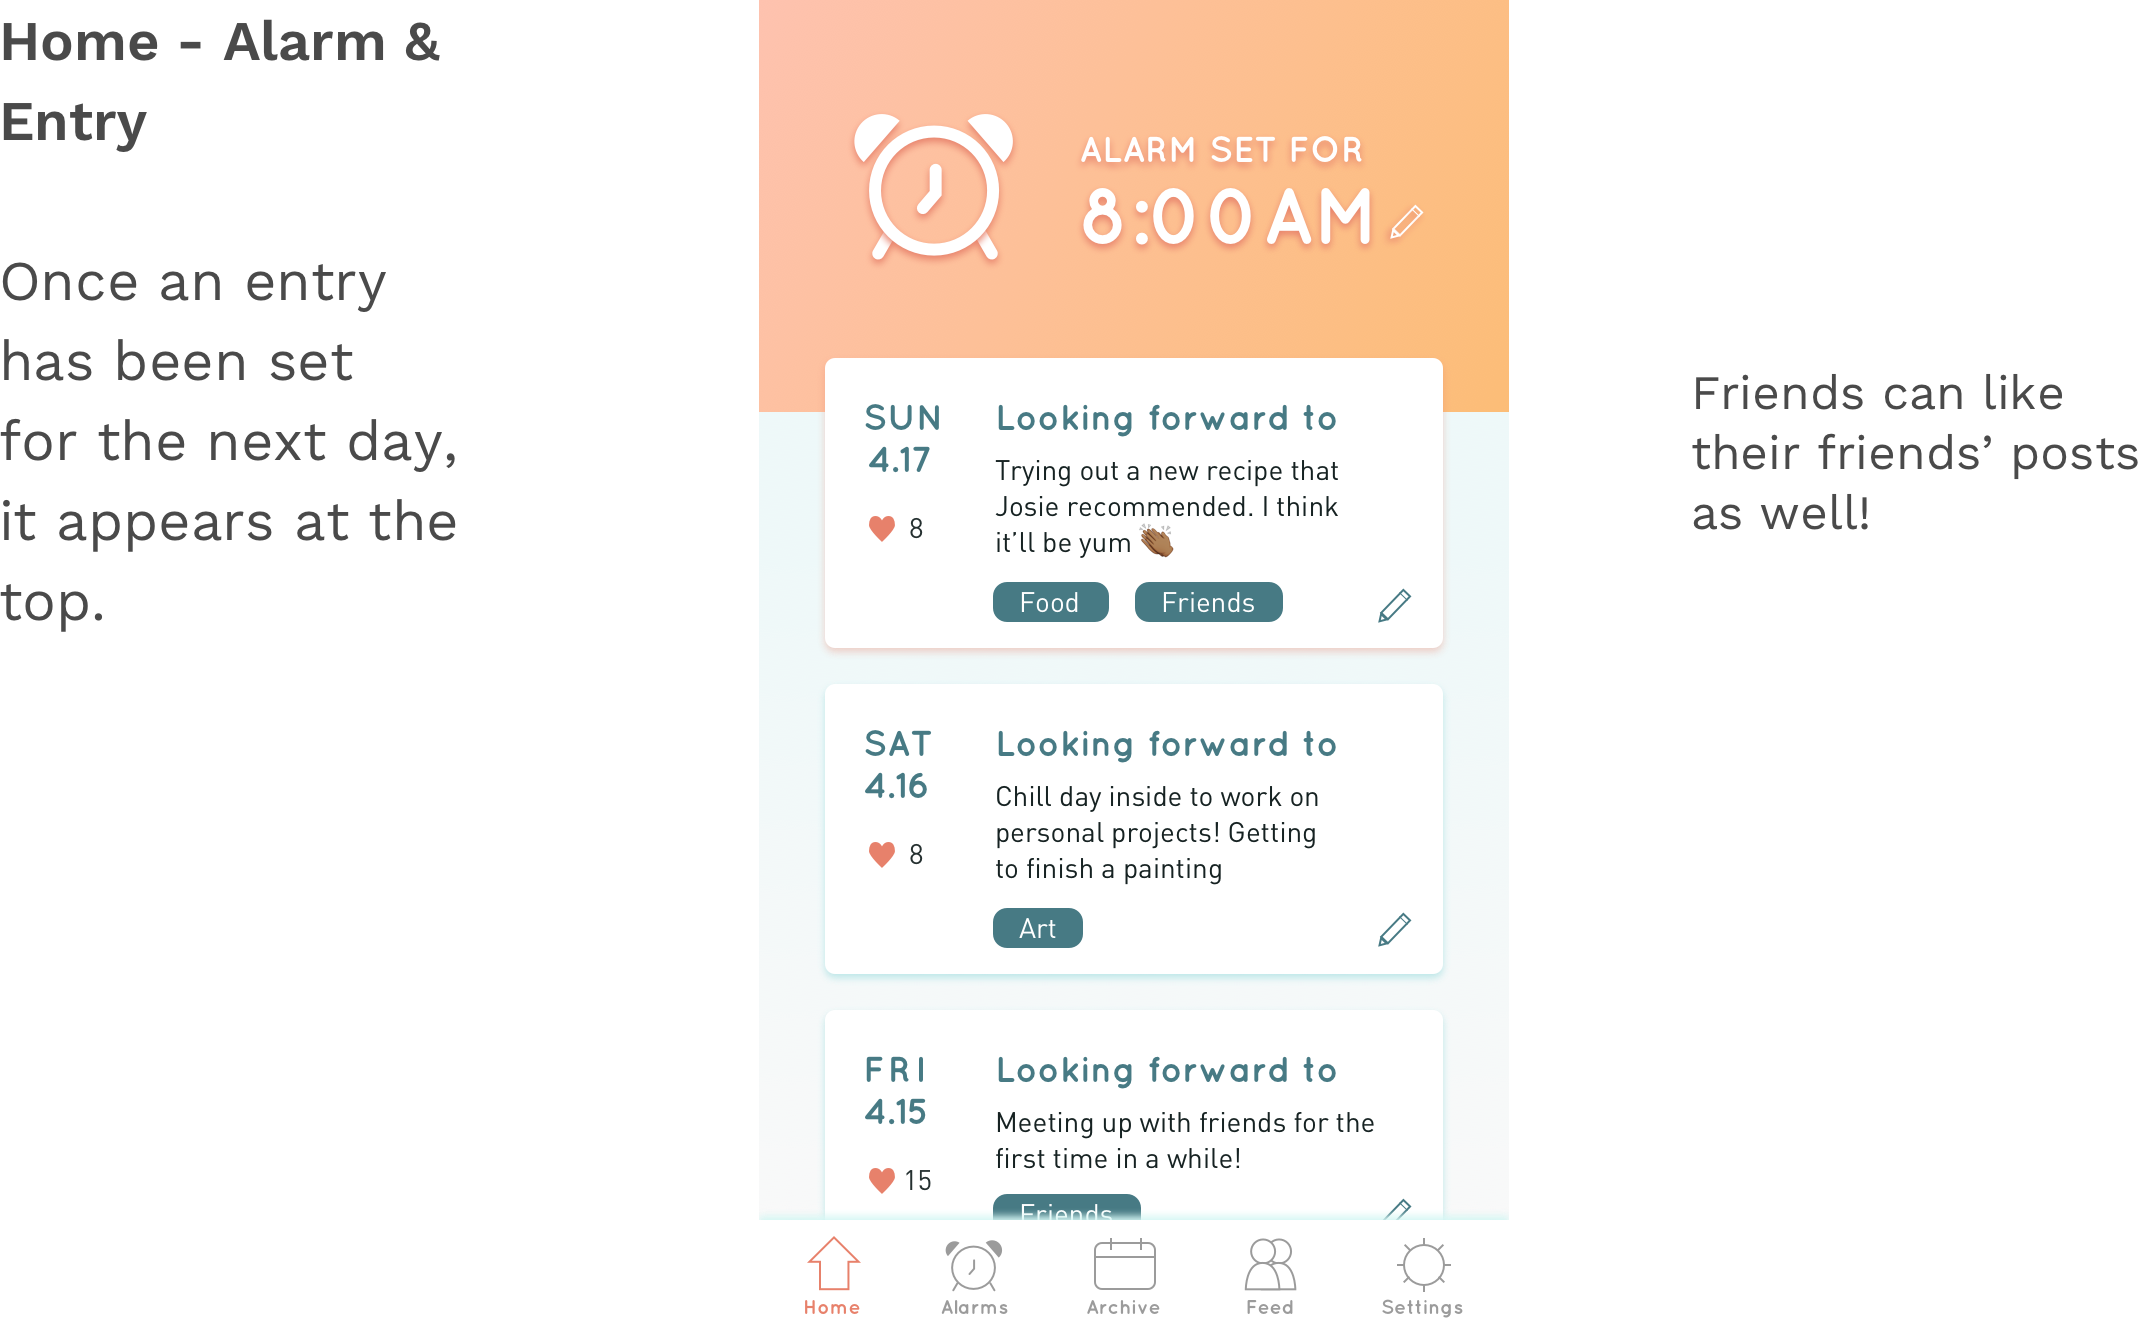 Home - Alarm &
Entry
Once an entry
has been set
for the next day,
it appears at the
top.
ALARM SET FOR
8:00 AM
SUN
4.17
8
Looking forward to
Trying out a new recipe that
Josie recommended. I think
it’ll be yum 👏🏾
Food Friends
SAT
4.16
8
Looking forward to
Chill day inside to work on
personal projects! Getting
to finish a painting
Art
FRI
4.15
15
Looking forward to
Meeting up with friends for the
first time in a while!
Friends
Home Alarms Archive Feed Settings
Friends can like
their friends’ posts
as well!